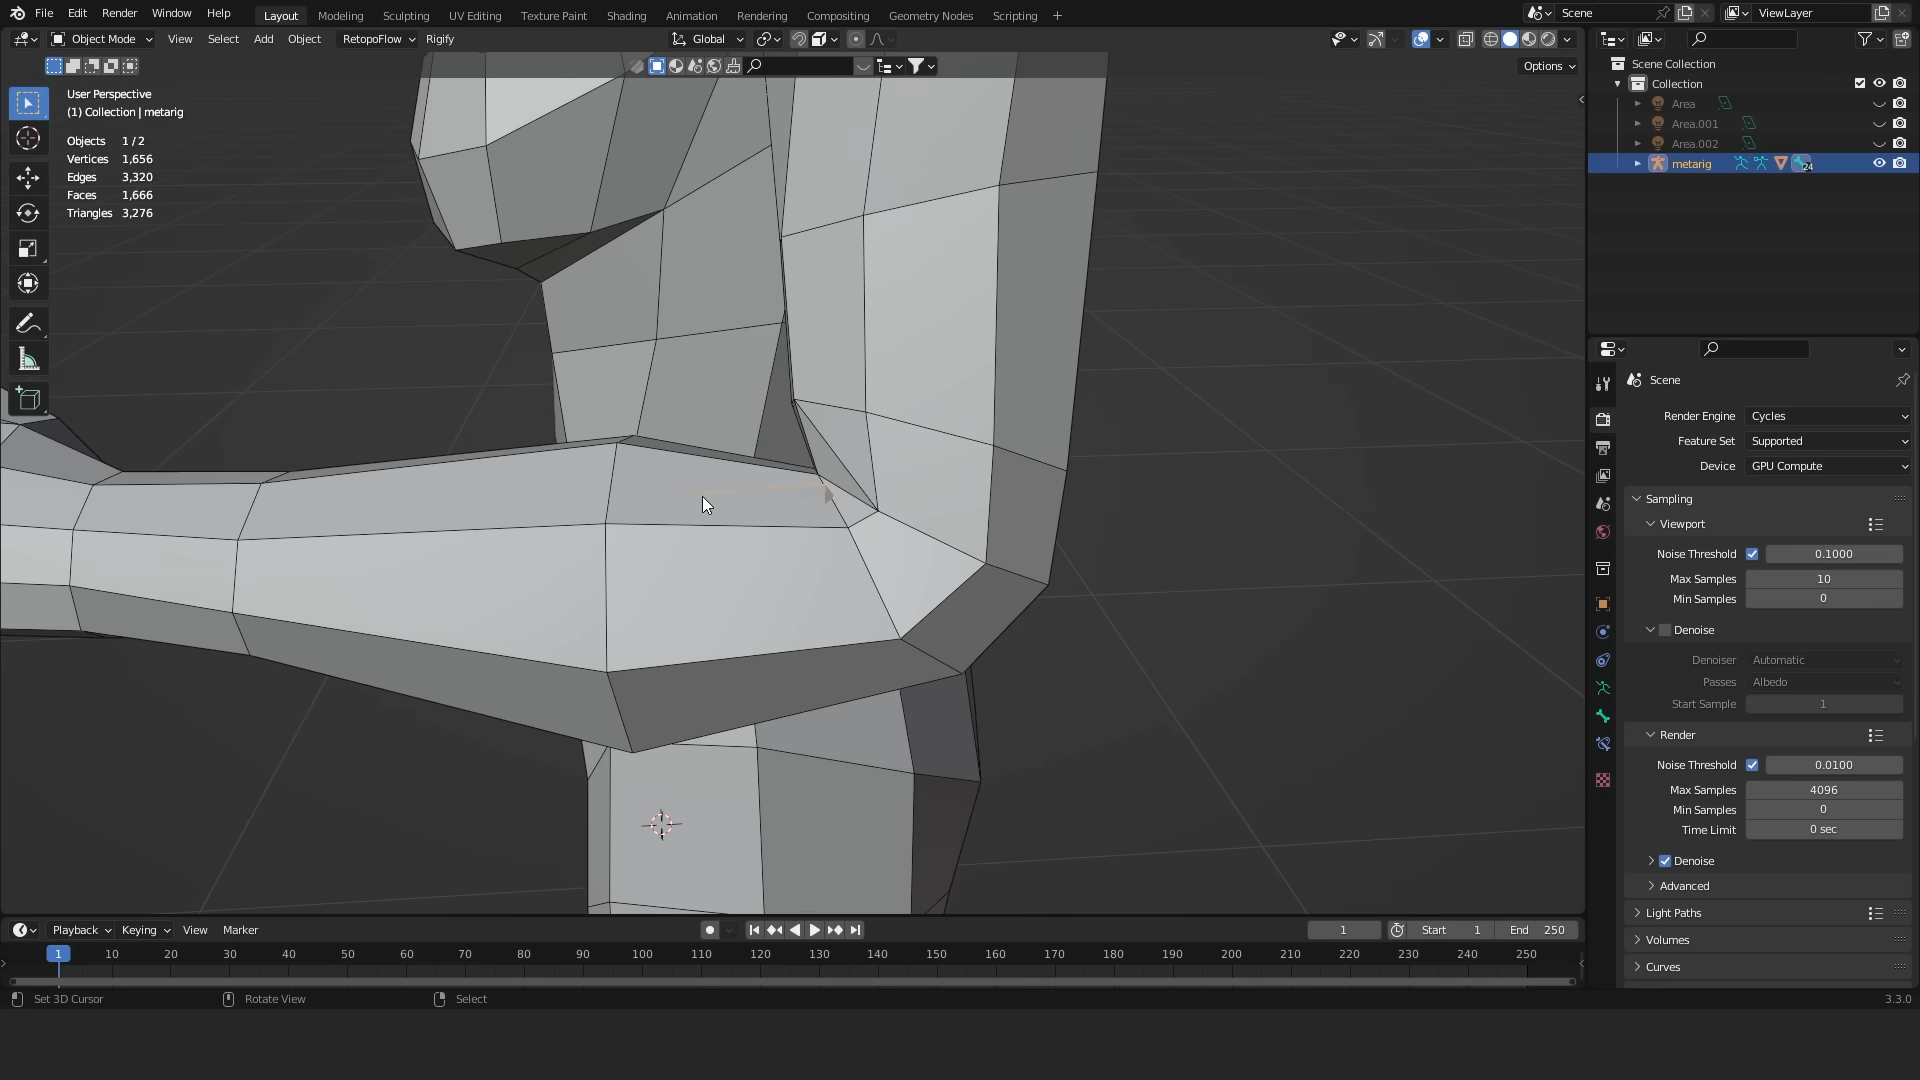 File Edit Render Window Help Layout Modeling Sculpting UV Editing Texture Paint Shading Animation Rendering Compositing Geometry Nodes Scripting + Scene ViewLayer
Object Mode View Select Add Object RetopoFlow Rigify Global
Options
User Perspective
(1) Collection | metarig
Objects 1 / 2
Vertices 1,656
Edges 3,320
Faces 1,666
Triangles 3,276
Scene Collection
Collection
Area
Area.001
Area.002
metarig 24
Scene
Render Engine Cycles
Feature Set Supported
Device GPU Compute
Sampling
Viewport
Noise Threshold 0.1000
Max Samples 10
Min Samples 0
Denoise
Denoiser Automatic
Passes Albedo
Start Sample 1
Render
Noise Threshold 0.0100
Max Samples 4096
Min Samples 0
Time Limit 0 sec
Denoise
Advanced
Light Paths
Volumes
Curves
Playback Keying View Marker 1 Start 1 End 250
1 10 20 30 40 50 60 70 80 90 100 110 120 130 140 150 160 170 180 190 200 210 220 230 240 250
Set 3D Cursor Rotate View Select 3.3.0